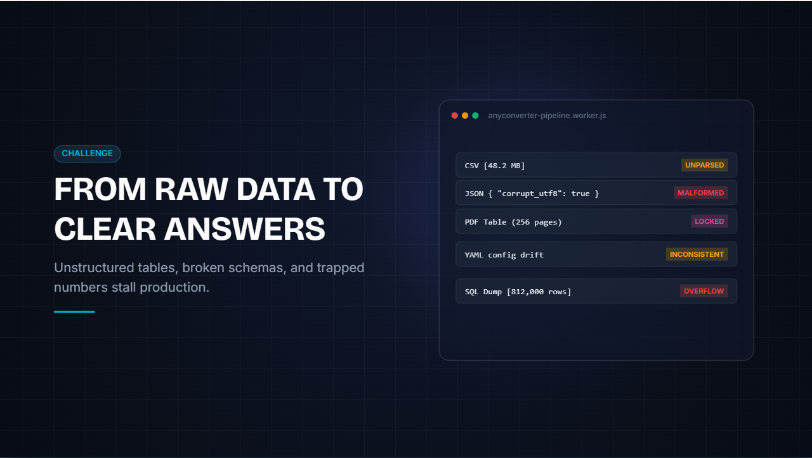 CHALLENGE
FROM RAW DATA TO
CLEAR ANSWERS
Unstructured tables, broken schemas, and trapped
numbers stall production.
anyconverter-pipeline.worker.js
CSV [48.2 MB] UNPARSED
JSON { "corrupt_utf8": true } MALFORMED
PDF Table (256 pages) LOCKED
YAML config drift INCONSISTENT
SQL Dump [812,000 rows] OVERFLOW